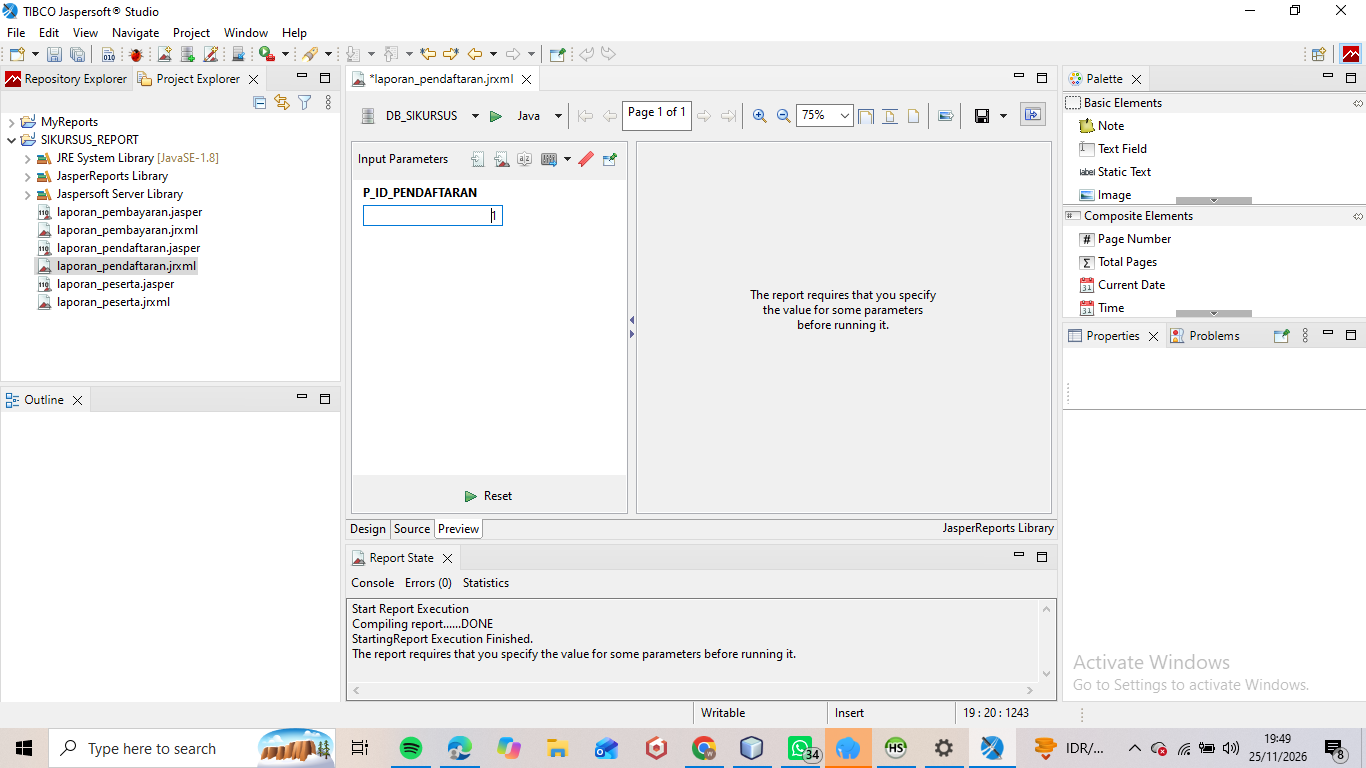 TIBCO Jaspersoft® Studio
File Edit View Navigate Project Window Help
Repository Explorer Project Explorer
MyReports
SIKURSUS_REPORT
JRE System Library [JavaSE-1.8]
JasperReports Library
Jaspersoft Server Library
laporan_pembayaran.jasper
laporan_pembayaran.jrxml
laporan_pendaftaran.jasper
laporan_pendaftaran.jrxml
laporan_peserta.jasper
laporan_peserta.jrxml
Outline
*laporan_pendaftaran.jrxml
DB_SIKURSUS Java Page 1 of 1 75%
Input Parameters
P_ID_PENDAFTARAN
1
Reset
The report requires that you specify
the value for some parameters
before running it.
Design Source Preview JasperReports Library
Report State
Console Errors (0) Statistics
Start Report Execution
Compiling report......DONE
StartingReport Execution Finished.
The report requires that you specify the value for some parameters before running it.
Palette
Basic Elements
Note
Text Field
label Static Text
Image
Composite Elements
# Page Number
Σ Total Pages
31 Current Date
31 Time
Properties Problems
Activate Windows
Go to Settings to activate Windows.
Writable Insert 19 : 20 : 1243
Type here to search
34
HS
IDR/...
19:49
25/11/2026
8